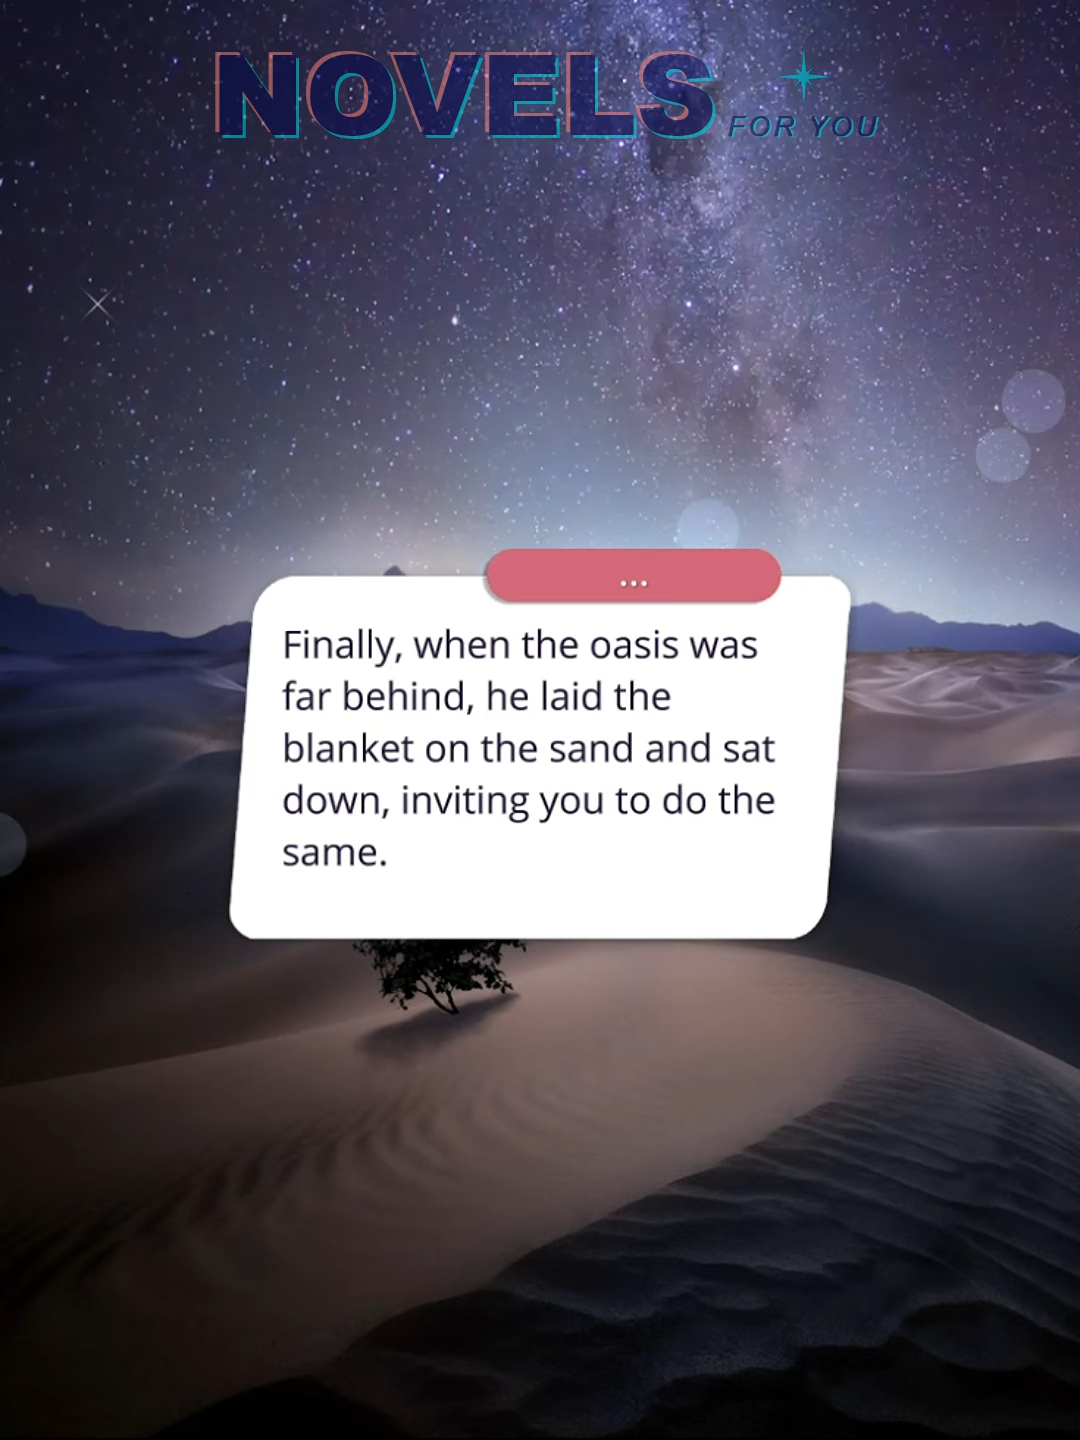 NOVELS
FOR YOU
...
Finally, when the oasis was
far behind, he laid the
blanket on the sand and sat
down, inviting you to do the
same.